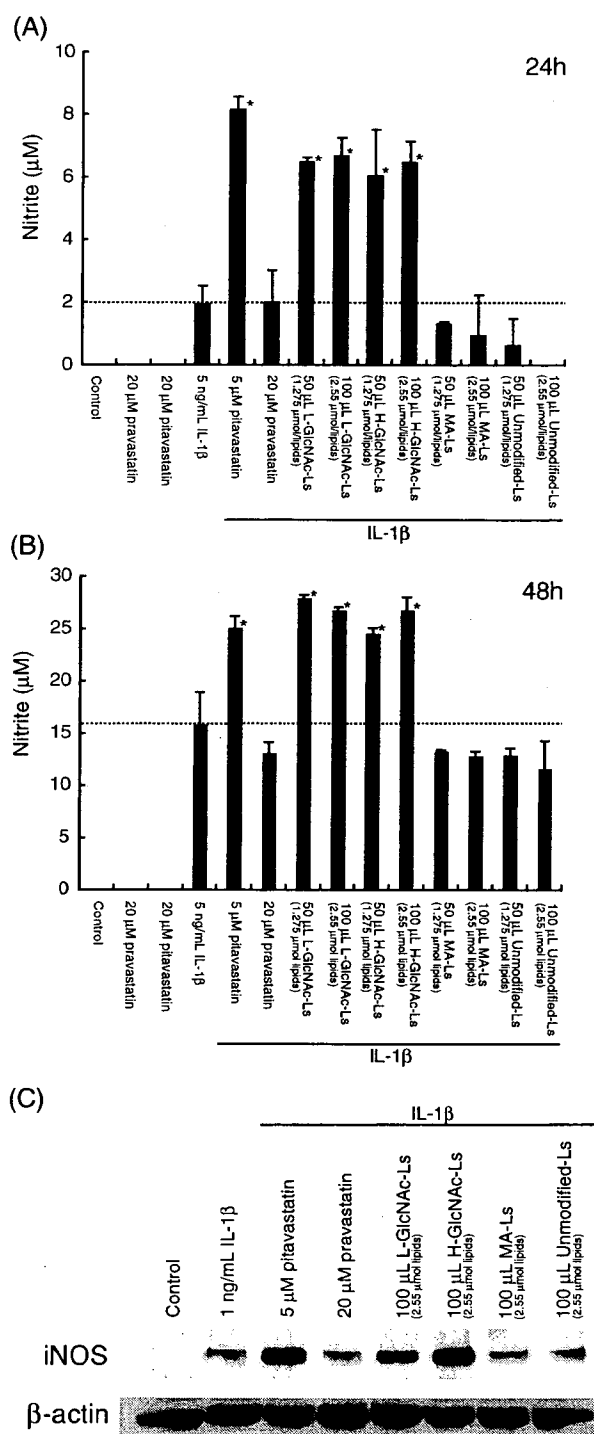 (A)
24h
Nitrite (μM)
10
8
6
4
2
0
Control
20 μM pravastatin
20 μM pitavastatin
5 ng/mL IL-1β
5 μM pitavastatin
20 μM pravastatin
50 μL L-GlcNAc-Ls
(1.275 μmol/lipids)
100 μL L-GlcNAc-Ls
(2.55 μmol/lipids)
50 μL H-GlcNAc-Ls
(1.275 μmol/lipids)
100 μL H-GlcNAc-Ls
(2.55 μmol/lipids)
50 μL MA-Ls
(1.275 μmol/lipids)
100 μL MA-Ls
(2.55 μmol/lipids)
50 μL Unmodified-Ls
(1.275 μmol/lipids)
100 μL Unmodified-Ls
(2.55 μmol/lipids)
* * * * *
IL-1β
(B)
48h
Nitrite (μM)
30
25
20
15
10
5
0
Control
20 μM pravastatin
20 μM pitavastatin
5 ng/mL IL-1β
5 μM pitavastatin
20 μM pravastatin
50 μL L-GlcNAc-Ls
(1.275 μmol lipids)
100 μL L-GlcNAc-Ls
(2.55 μmol lipids)
50 μL H-GlcNAc-Ls
(1.275 μmol lipids)
100 μL H-GlcNAc-Ls
(2.55 μmol lipids)
50 μL MA-Ls
(1.275 μmol lipids)
100 μL MA-Ls
(2.55 μmol lipids)
50 μL Unmodified-Ls
(1.275 μmol lipids)
100 μL Unmodified-Ls
(2.55 μmol lipids)
* * * * *
IL-1β
(C)
IL-1β
Control
1 ng/mL IL-1β
5 μM pitavastatin
20 μM pravastatin
100 μL L-GlcNAc-Ls
(2.55 μmol lipids)
100 μL H-GlcNAc-Ls
(2.55 μmol lipids)
100 μL MA-Ls
(2.55 μmol lipids)
100 μL Unmodified-Ls
(2.55 μmol lipids)
iNOS
β-actin